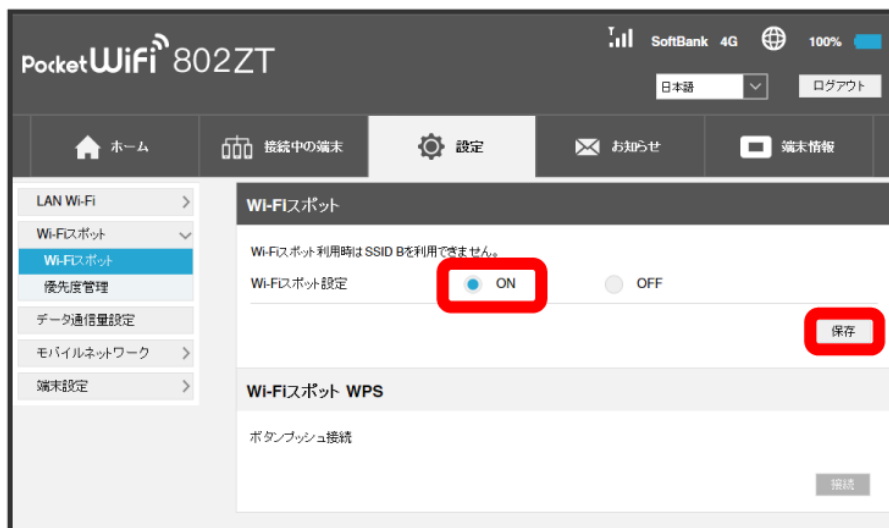 Pocket WiFi 802ZT
SoftBank 4G 100%
日本語 ログアウト
ホーム 接続中の端末 設定 お知らせ 端末情報
LAN Wi-Fi
Wi-Fiスポット
Wi-Fiスポット
優先度管理
データ通信量設定
モバイルネットワーク
端末設定
Wi-Fiスポット
Wi-Fiスポット利用時はSSID Bを利用できません。
Wi-Fiスポット設定 ON OFF
保存
Wi-Fiスポット WPS
ボタンプッシュ接続
接続